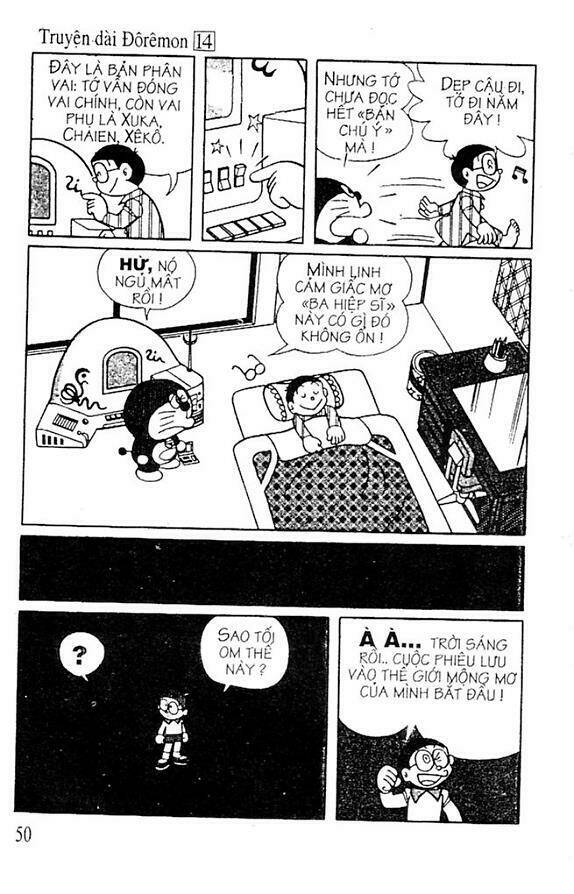 Truyện dài Đôrêmon 14
ĐÂY LÀ BẢN PHÂN
VAI: TỚ VẪN ĐÓNG
VAI CHÍNH, CÒN VAI
PHỤ LÀ XUKA,
CHAIEN, XÊKÔ.
NHƯNG TỚ
CHƯA ĐỌC
HẾT «BẢN
CHÚ Ý»
MÀ !
DẸP CẬU ĐI,
TỚ ĐI NẰM
ĐÂY !
HỪ, NÓ
NGỦ MẤT
RỒI !
MÌNH LINH
CẢM GIẤC MƠ
«BA HIỆP SĨ»
NÀY CÓ GÌ ĐÓ
KHÔNG ỔN !
?
SAO TỐI
OM THẾ
NÀY ?
À À... TRỜI SÁNG
RỒI.. CUỘC PHIÊU LƯU
VÀO THẾ GIỚI MỘNG MƠ
CỦA MÌNH BẮT ĐẦU !
50